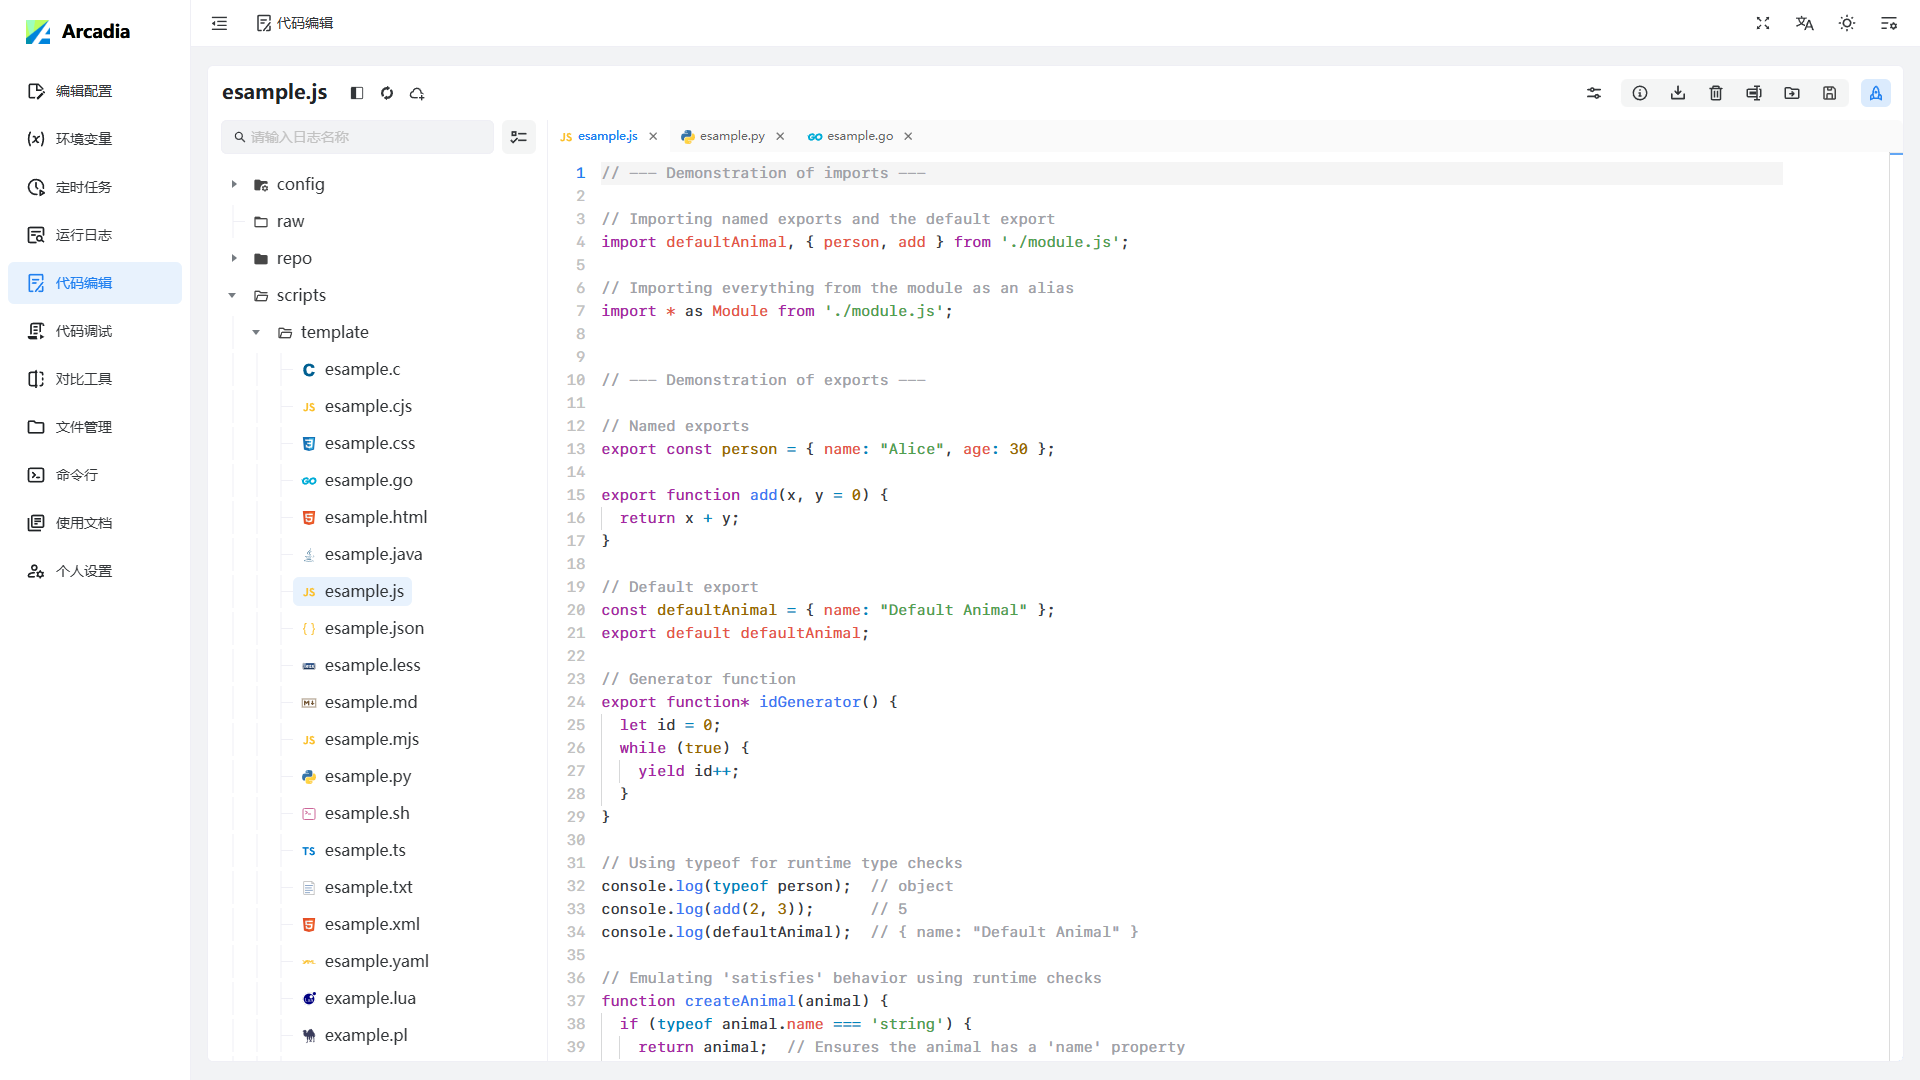 Arcadia
代码编辑
编辑配置
环境变量
定时任务
运行日志
代码编辑
代码调试
对比工具
文件管理
命令行
使用文档
个人设置
esample.js
请输入日志名称
config
raw
repo
scripts
template
esample.c
esample.cjs
esample.css
esample.go
esample.html
esample.java
esample.js
esample.json
esample.less
esample.md
esample.mjs
esample.py
esample.sh
esample.ts
esample.txt
esample.xml
esample.yaml
example.lua
example.pl
JS esample.js esample.py GO esample.go
1 // --- Demonstration of imports ---
2
3 // Importing named exports and the default export
4 import defaultAnimal, { person, add } from './module.js';
5
6 // Importing everything from the module as an alias
7 import * as Module from './module.js';
8
9
10 // --- Demonstration of exports ---
11
12 // Named exports
13 export const person = { name: "Alice", age: 30 };
14
15 export function add(x, y = 0) {
16 return x + y;
17 }
18
19 // Default export
20 const defaultAnimal = { name: "Default Animal" };
21 export default defaultAnimal;
22
23 // Generator function
24 export function* idGenerator() {
25 let id = 0;
26 while (true) {
27 yield id++;
28 }
29 }
30
31 // Using typeof for runtime type checks
32 console.log(typeof person); // object
33 console.log(add(2, 3)); // 5
34 console.log(defaultAnimal); // { name: "Default Animal" }
35
36 // Emulating 'satisfies' behavior using runtime checks
37 function createAnimal(animal) {
38 if (typeof animal.name === 'string') {
39 return animal; // Ensures the animal has a 'name' property